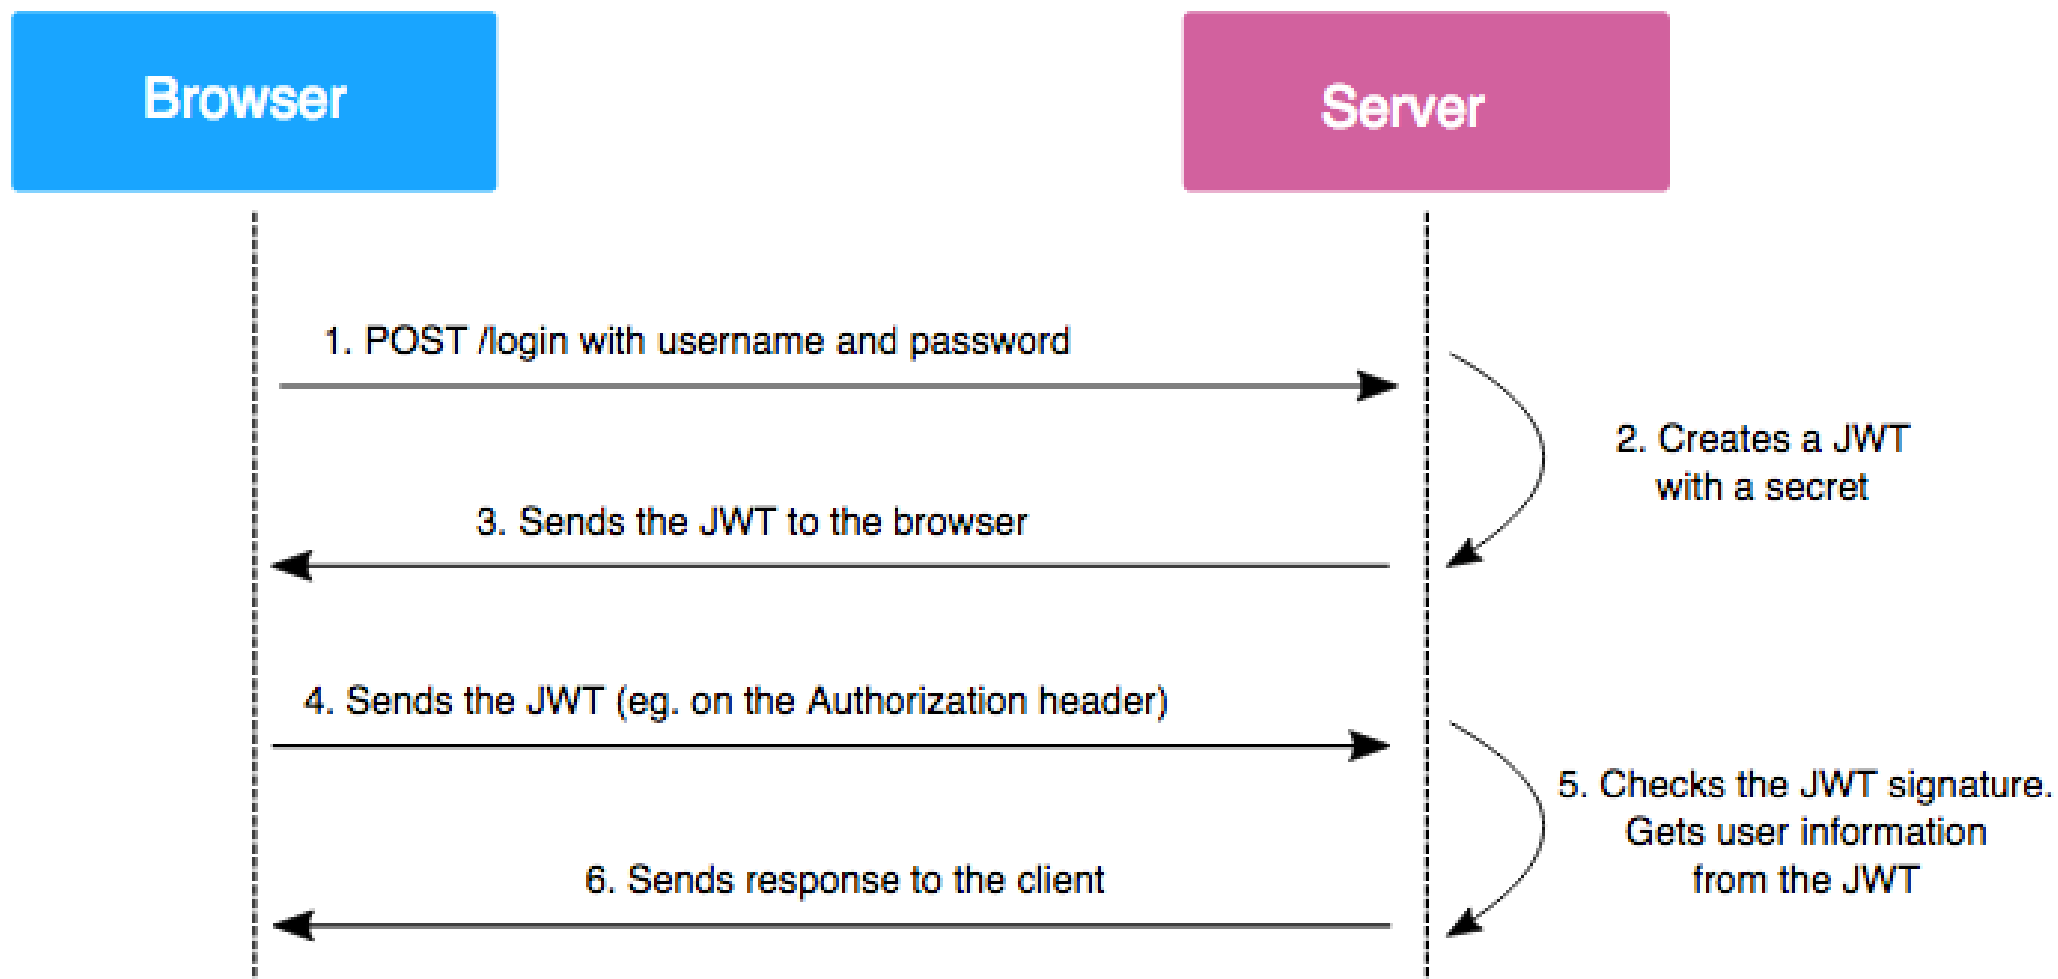 Browser
Server
1. POST /login with username and password
2. Creates a JWT
with a secret
3. Sends the JWT to the browser
4. Sends the JWT (eg. on the Authorization header)
5. Checks the JWT signature.
Gets user information
from the JWT
6. Sends response to the client